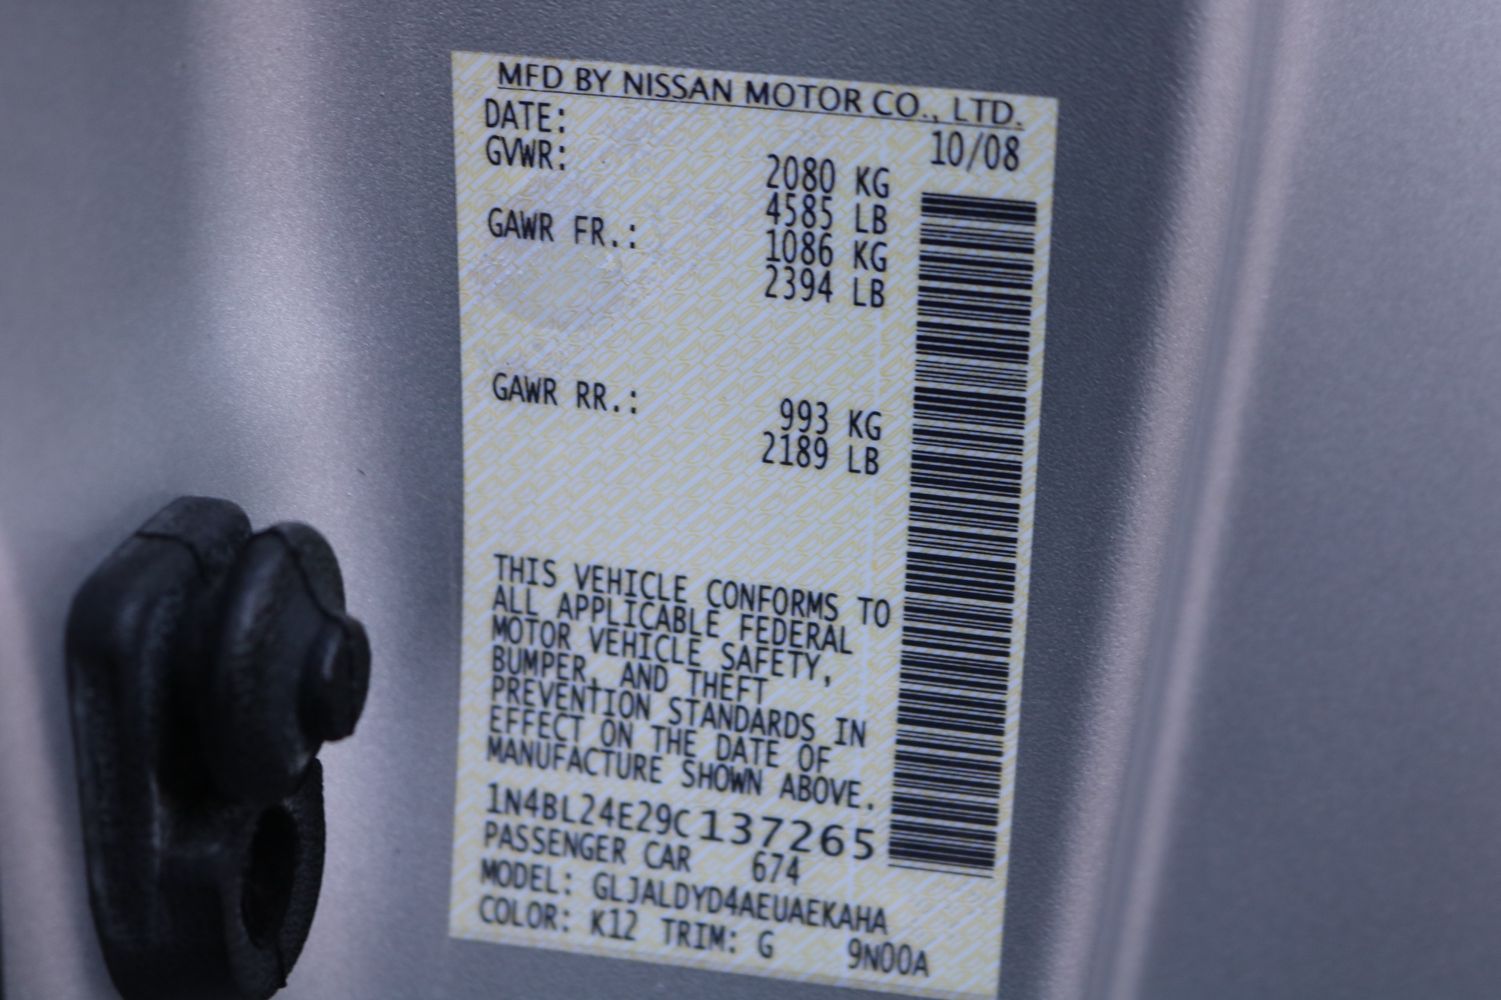 MFD BY NISSAN MOTOR CO., LTD.
DATE: 10/08
GVWR: 2080 KG
4585 LB
GAWR FR.: 1086 KG
2394 LB
GAWR RR.: 993 KG
2189 LB
THIS VEHICLE CONFORMS TO
ALL APPLICABLE FEDERAL
MOTOR VEHICLE SAFETY,
BUMPER, AND THEFT
PREVENTION STANDARDS IN
EFFECT ON THE DATE OF
MANUFACTURE SHOWN ABOVE.
1N4BL24E29C137265
PASSENGER CAR 674
MODEL: GLJALDYD4AEUAEKAHA
COLOR: K12 TRIM: G 9N00A